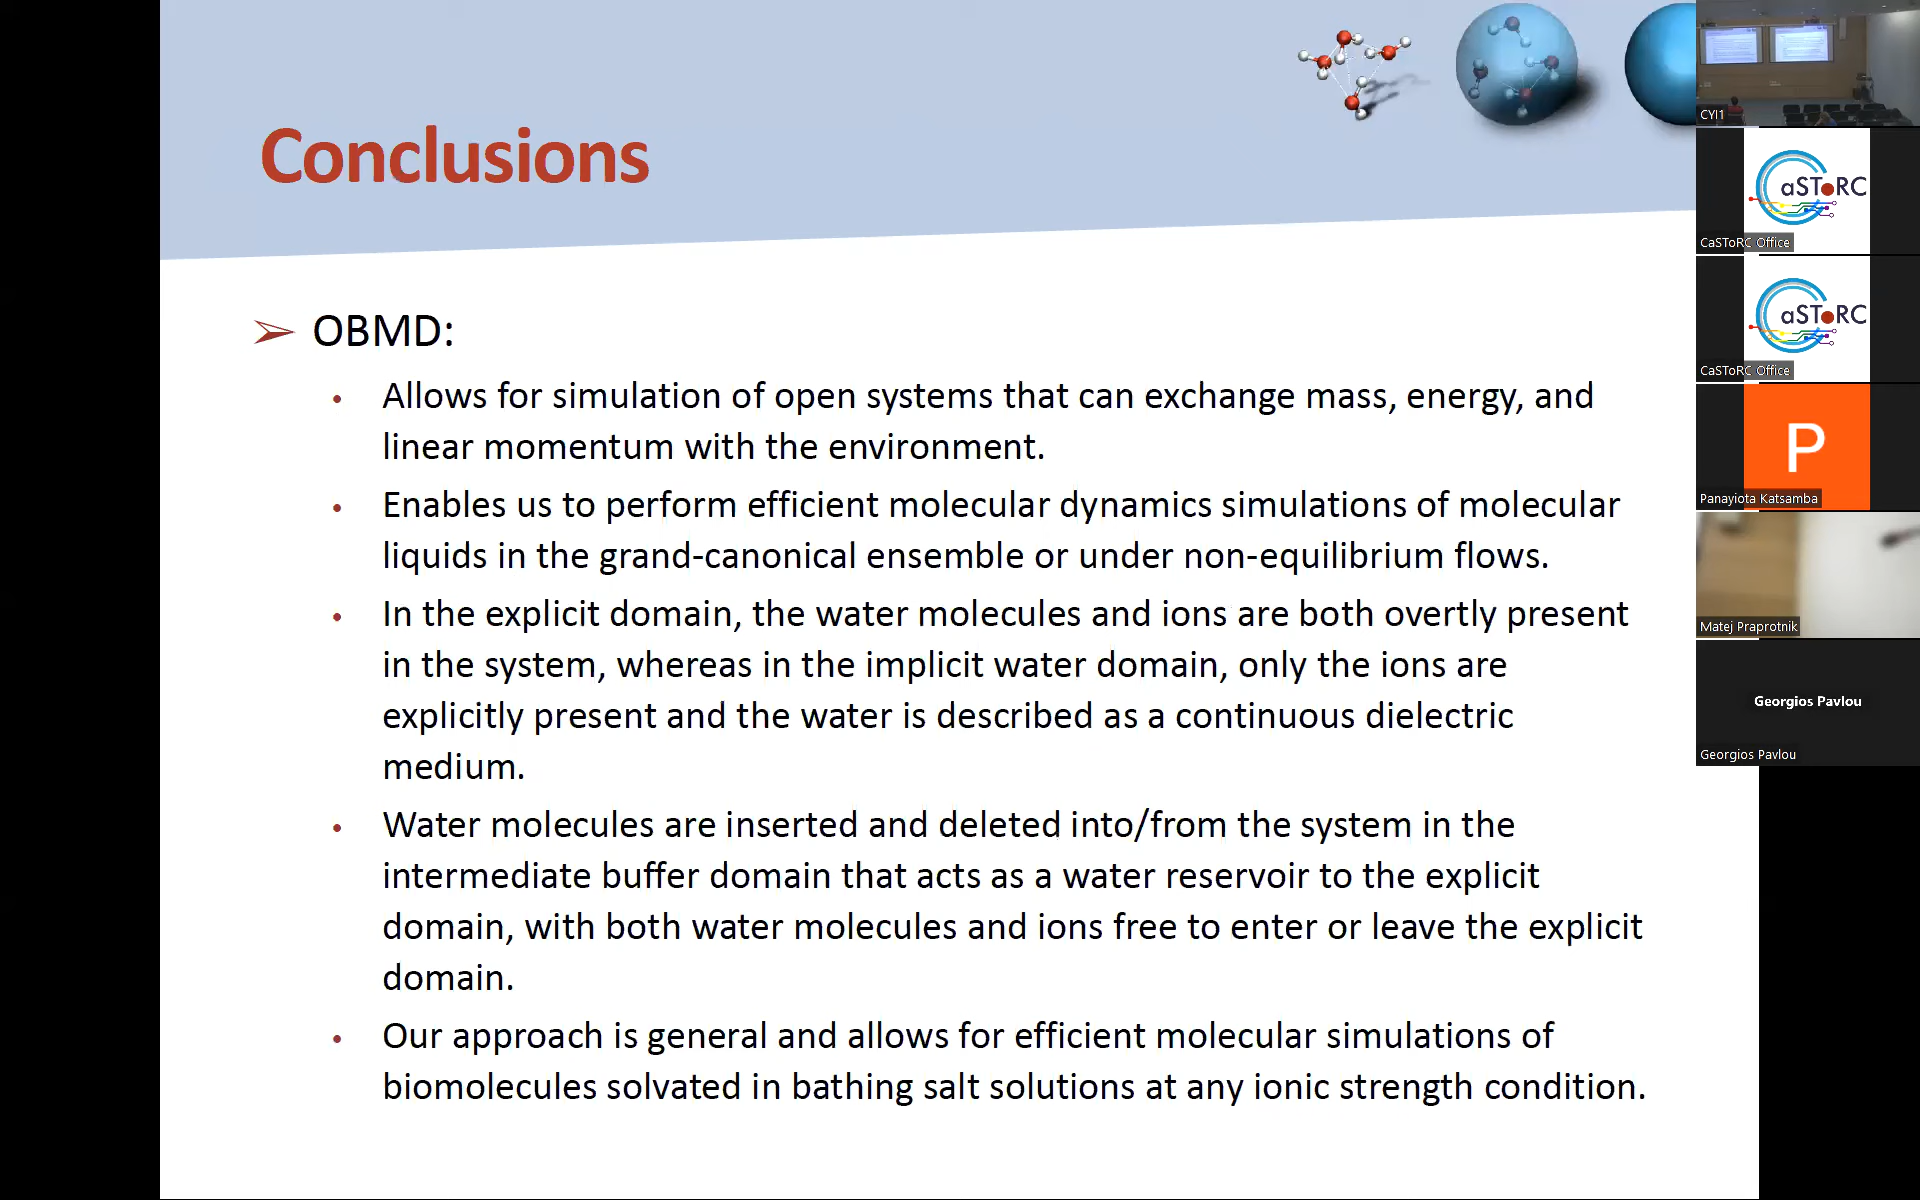 Conclusions
OBMD:
Allows for simulation of open systems that can exchange mass, energy, and
linear momentum with the environment.
Enables us to perform efficient molecular dynamics simulations of molecular
liquids in the grand-canonical ensemble or under non-equilibrium flows.
In the explicit domain, the water molecules and ions are both overtly present
in the system, whereas in the implicit water domain, only the ions are
explicitly present and the water is described as a continuous dielectric
medium.
Water molecules are inserted and deleted into/from the system in the
intermediate buffer domain that acts as a water reservoir to the explicit
domain, with both water molecules and ions free to enter or leave the explicit
domain.
Our approach is general and allows for efficient molecular simulations of
biomolecules solvated in bathing salt solutions at any ionic strength condition.
CYI1
CaSToRC
CaSToRC Office
CaSToRC
CaSToRC Office
P
Panayiota Katsamba
Matej Praprotnik
Georgios Pavlou
Georgios Pavlou